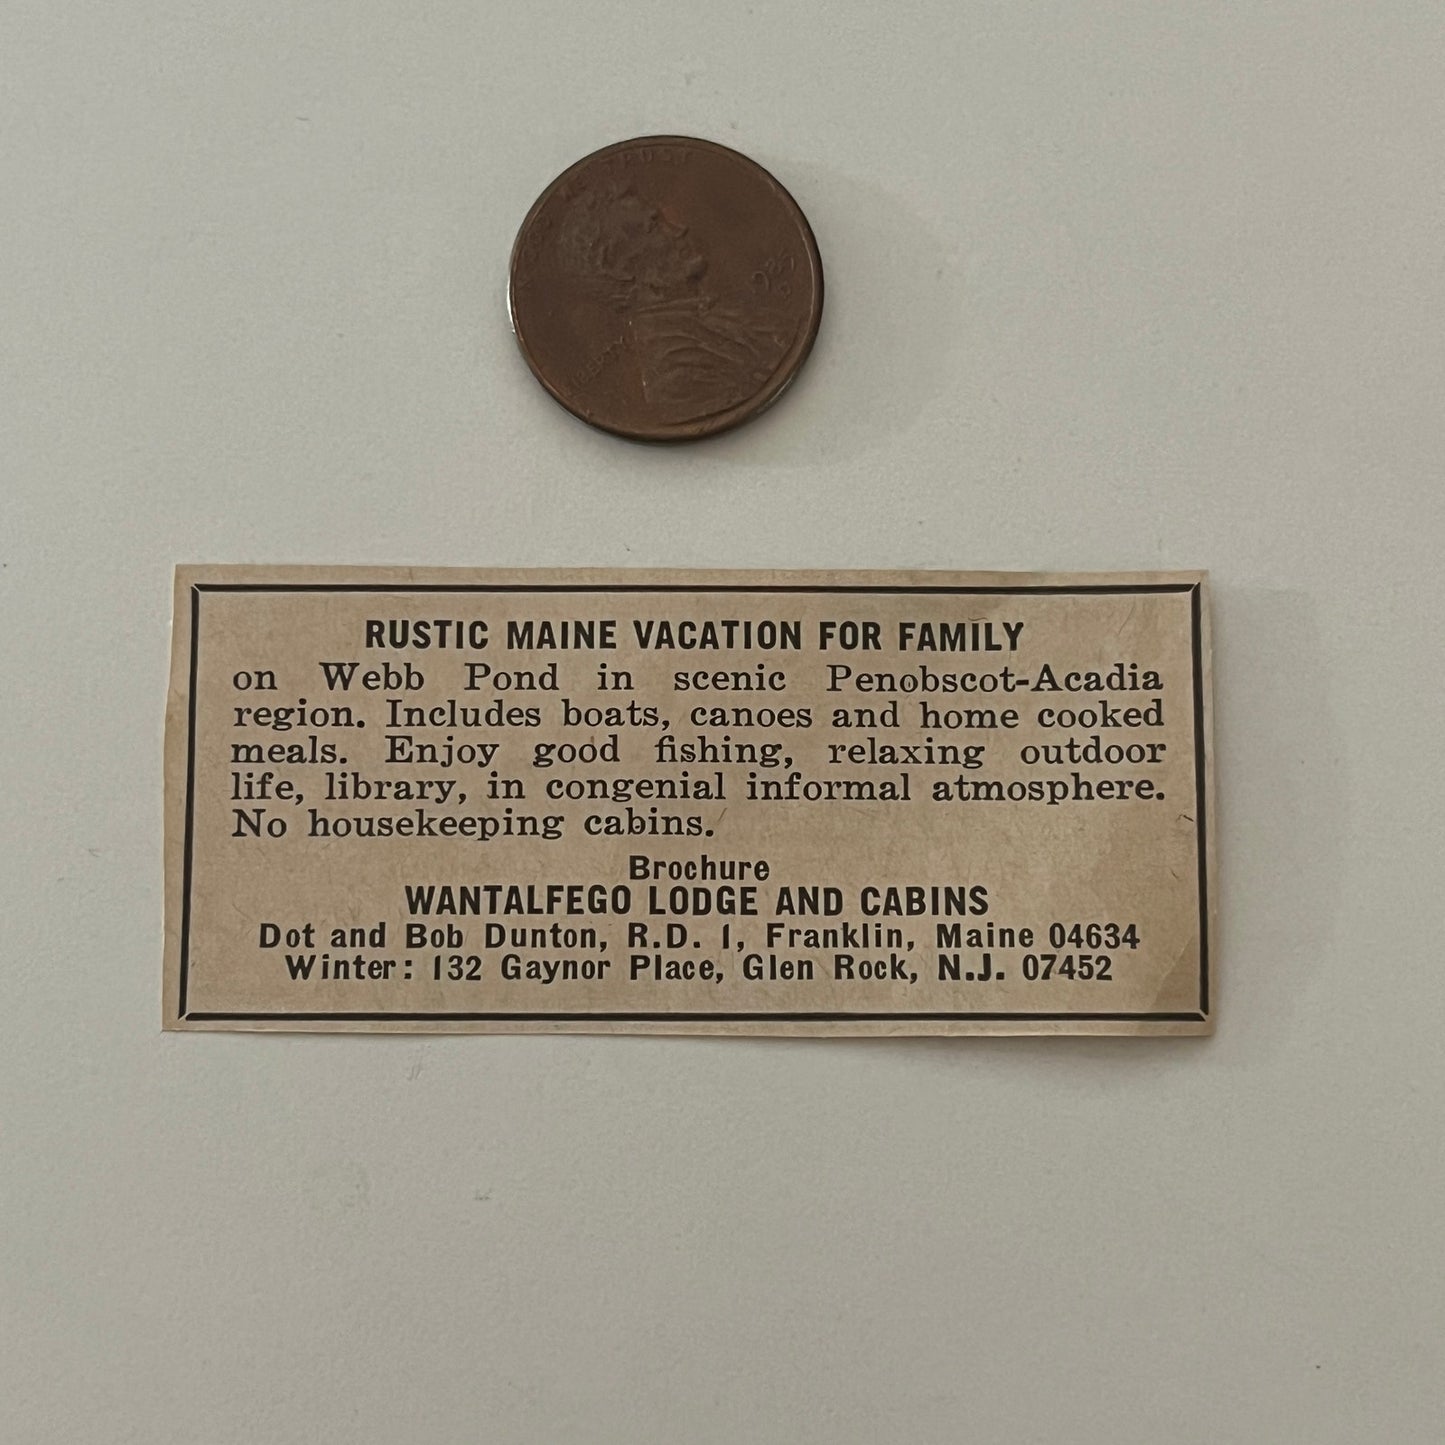 TRUST
LIBERTY
RUSTIC MAINE VACATION FOR FAMILY
on Webb Pond in scenic Penobscot-Acadia
region. Includes boats, canoes and home cooked
meals. Enjoy good fishing, relaxing outdoor
life, library, in congenial informal atmosphere.
No housekeeping cabins.
Brochure
WANTALFEGO LODGE AND CABINS
Dot and Bob Dunton, R.D. 1, Franklin, Maine 04634
Winter: 132 Gaynor Place, Glen Rock, N.J. 07452